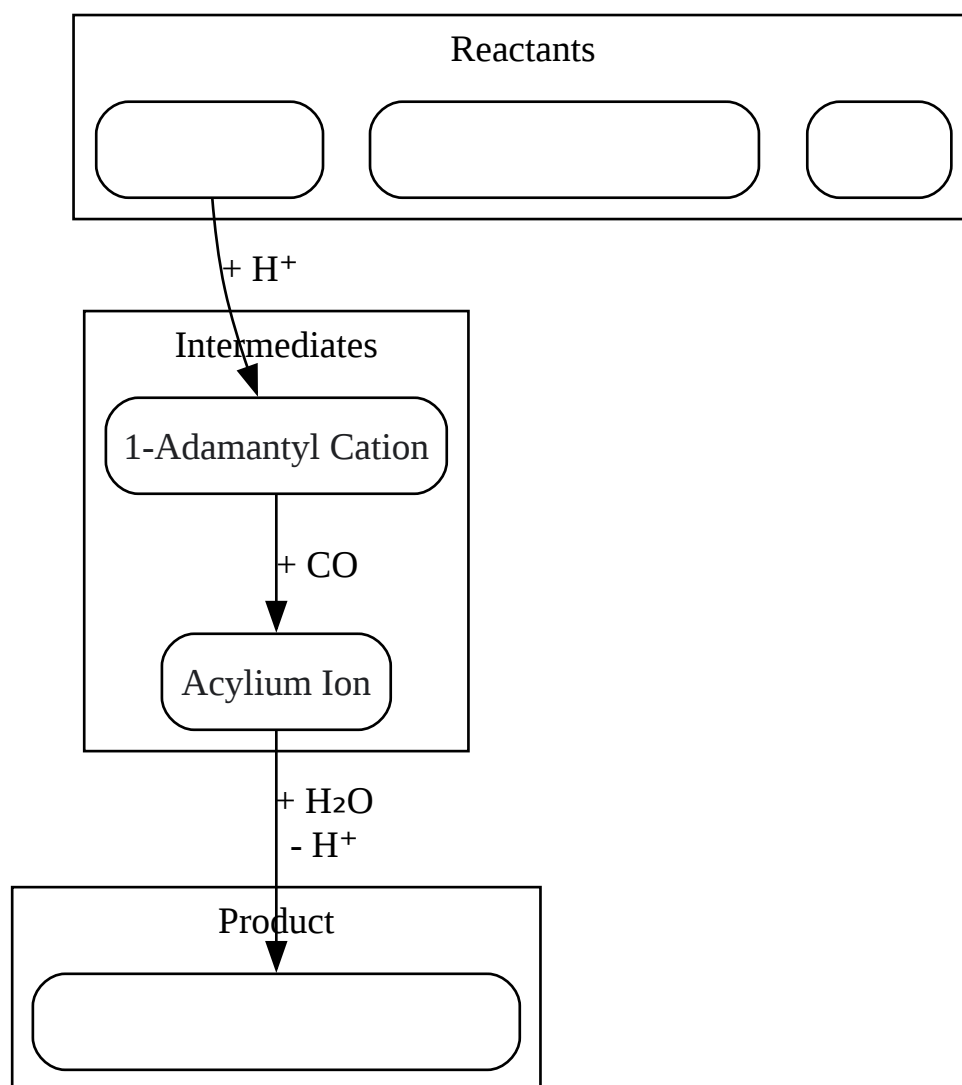 Reactants
+ H⁺
Intermediates
1-Adamantyl Cation
+ CO
Acylium Ion
+ H₂O
- H⁺
Product